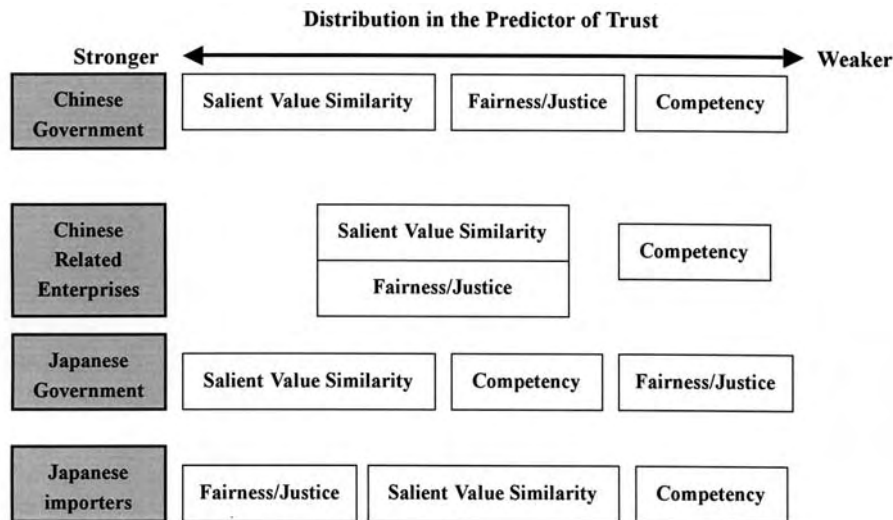 Distribution in the Predictor of Trust
Stronger
Weaker
Chinese
Government
Salient Value Similarity
Fairness/Justice
Competency
Chinese
Related
Enterprises
Salient Value Similarity
Fairness/Justice
Competency
Japanese
Government
Salient Value Similarity
Competency
Fairness/Justice
Japanese
importers
Fairness/Justice
Salient Value Similarity
Competency